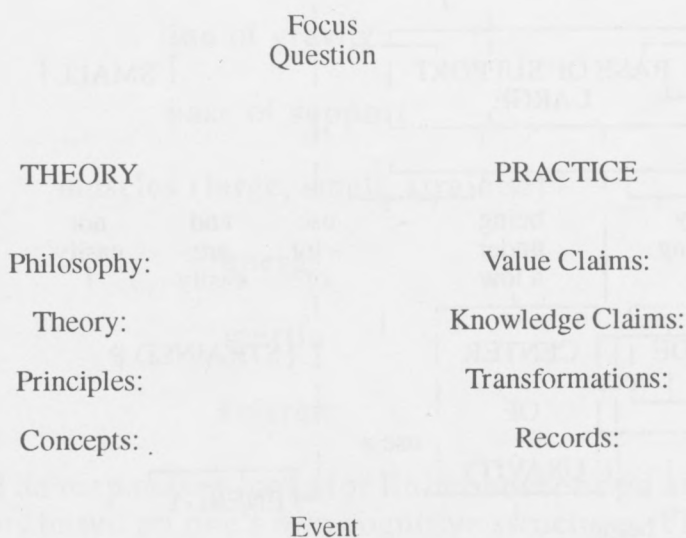 Focus
Question
THEORY
PRACTICE
Philosophy:
Value Claims:
Theory:
Knowledge Claims:
Principles:
Transformations:
Concepts:
Records:
Event